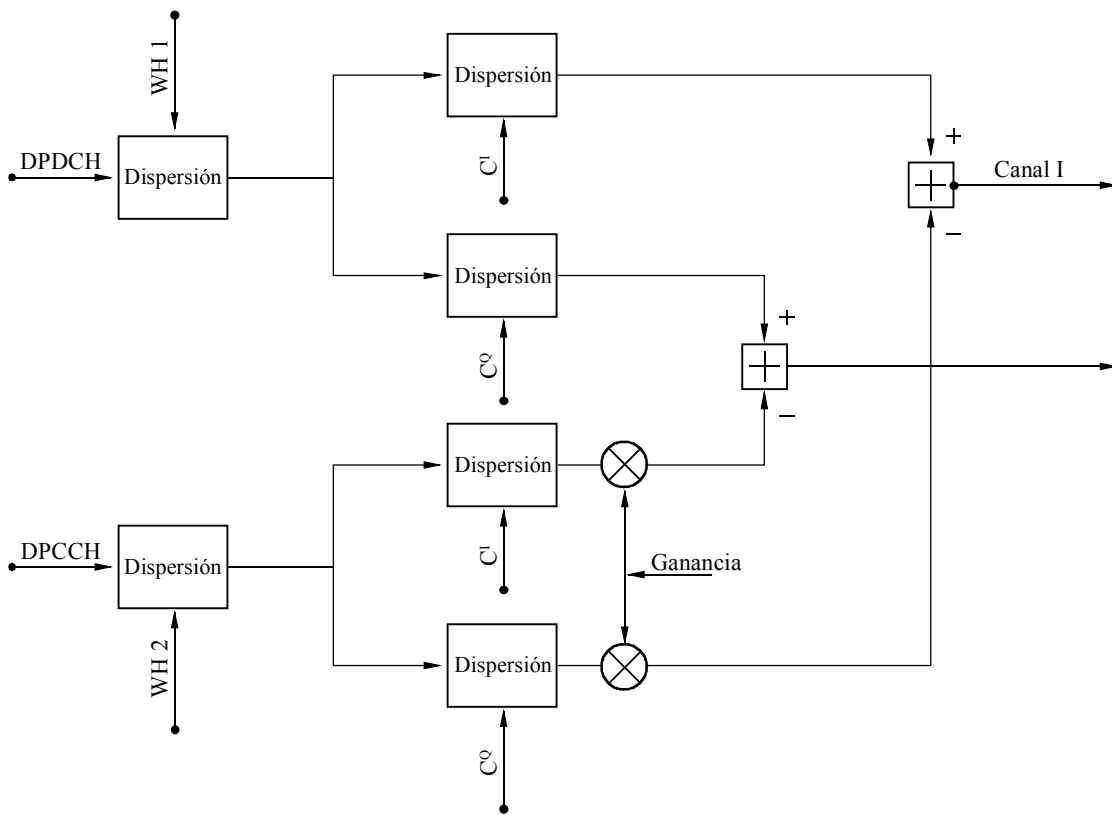 WH 1
Dispersión
DPDCH
Dispersión
C^I
+
Canal I
−
Dispersión
C^Q
+
−
Dispersión
C^I
DPCCH
Dispersión
WH 2
Ganancia
Dispersión
C^Q